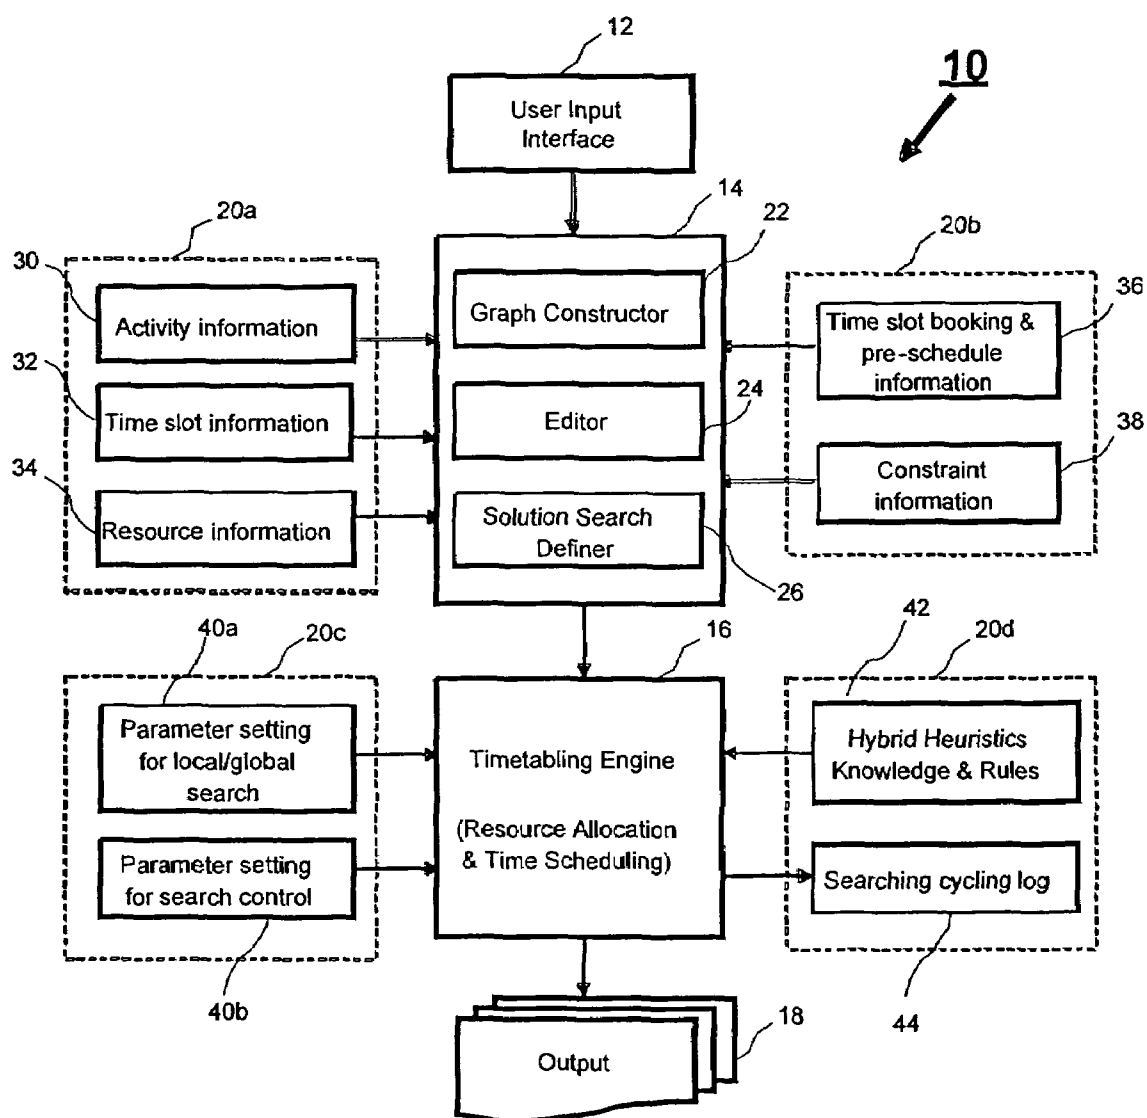 12
10
User Input
Interface
14
20a
22
20b
30
36
Activity information
Graph Constructor
Time slot booking &
pre-schedule
information
32
Time slot information
Editor
24
38
34
Constraint
information
Resource information
Solution Search
Definer
26
40a
20c
16
42
20d
Parameter setting
for local/global
search
Timetabling Engine
(Resource Allocation
& Time Scheduling)
Hybrid Heuristics
Knowledge & Rules
Parameter setting
for search control
Searching cycling log
40b
44
18
Output